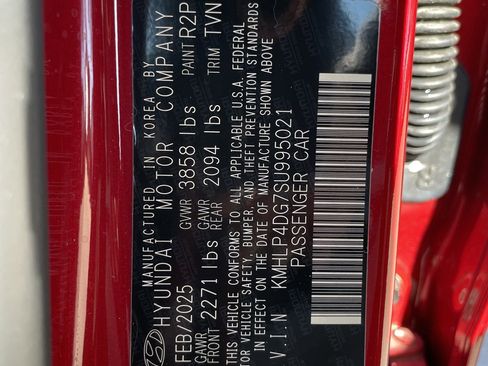 MANUFACTURED IN KOREA BY
HYUNDAI MOTOR COMPANY
FEB/2025 GVWR 3858 lbs PAINT R2P
GAWR FRONT 2271 lbs GAWR REAR 2094 lbs TRIM TVN
THIS VEHICLE CONFORMS TO ALL APPLICABLE U.S.A. FEDERAL
MOTOR VEHICLE SAFETY, BUMPER, AND THEFT PREVENTION STANDARDS
IN EFFECT ON THE DATE OF MANUFACTURE SHOWN ABOVE
V.I.N KMHLP4DG7SU995021
PASSENGER CAR